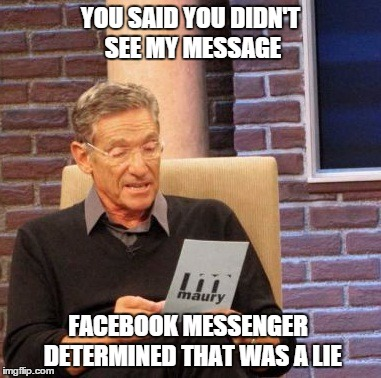 YOU SAID YOU DIDN'T
SEE MY MESSAGE
maury
FACEBOOK MESSENGER
DETERMINED THAT WAS A LIE
imgflip.com